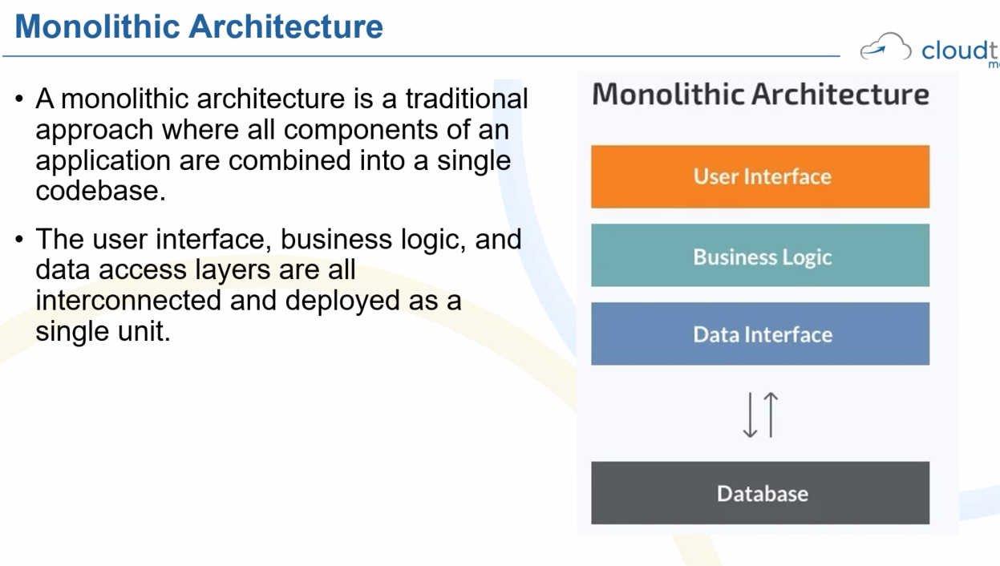 Monolithic Architecture
• A monolithic architecture is a traditional
approach where all components of an
application are combined into a single
codebase.
• The user interface, business logic, and
data access layers are all
interconnected and deployed as a
single unit.
cloudt
Monolithic Architecture
User Interface
Business Logic
Data Interface
Database